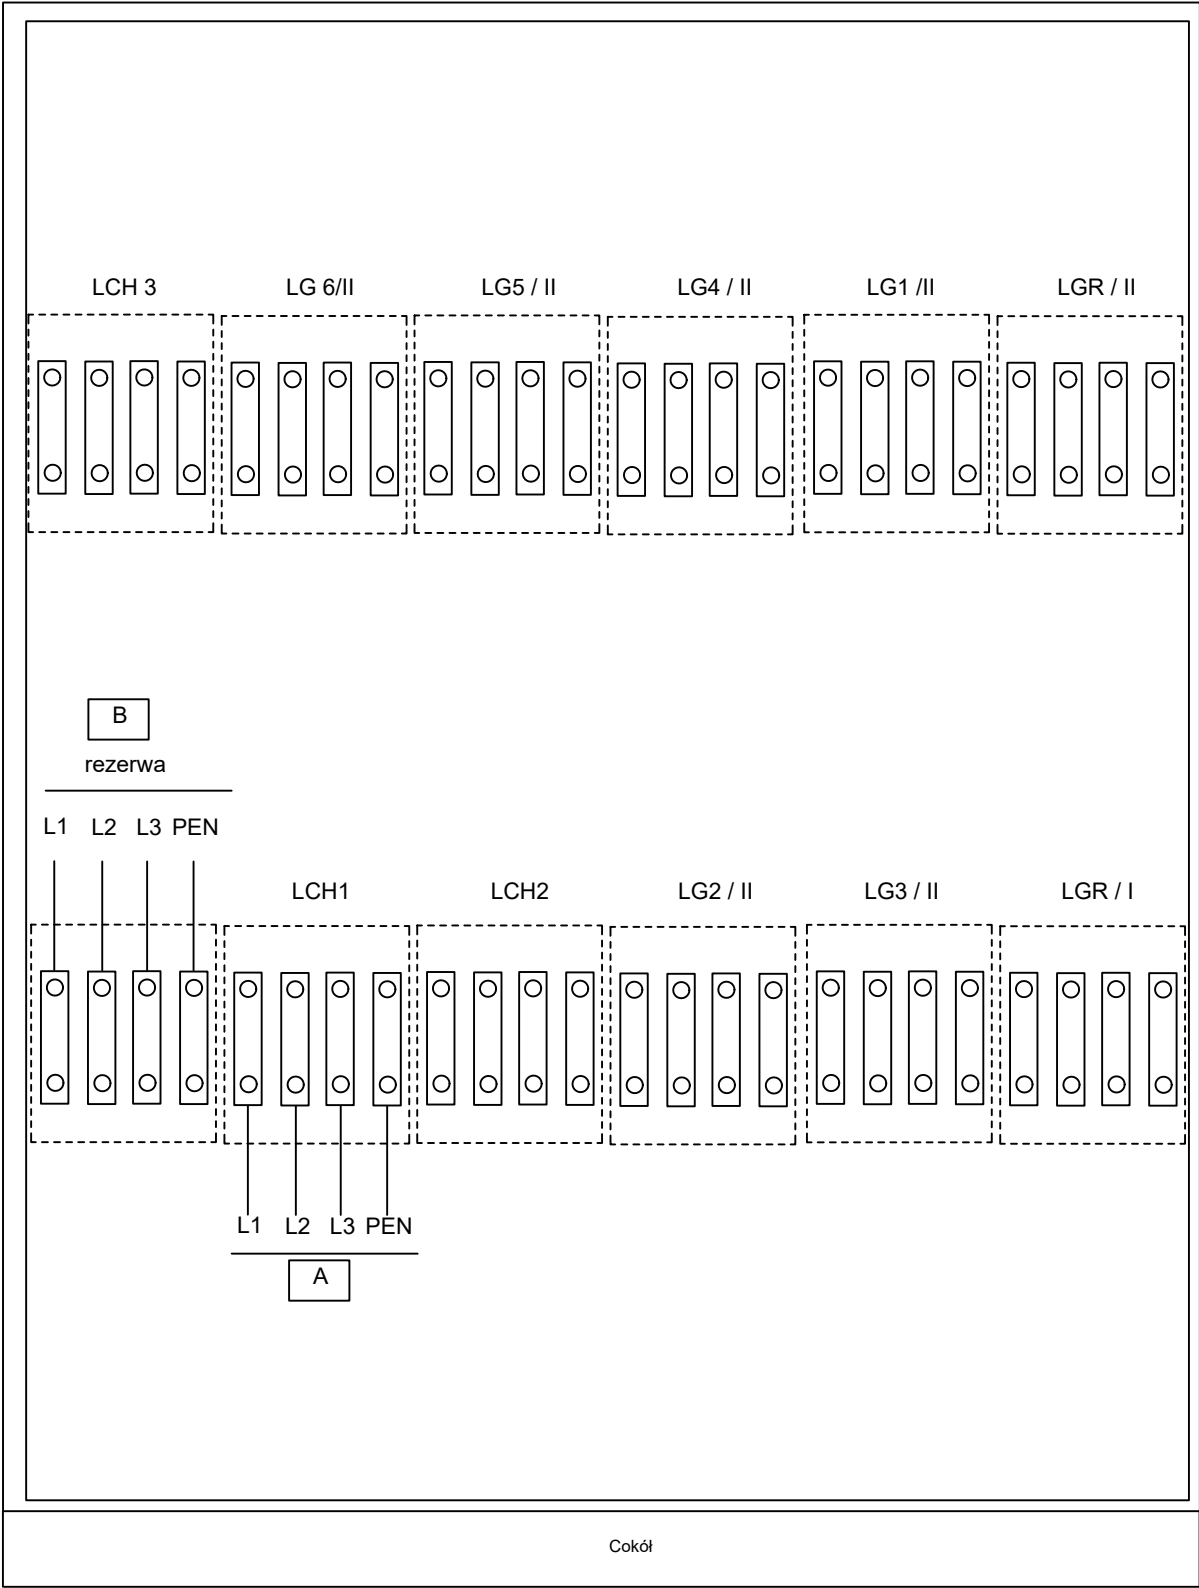 LCH 3 LG 6/II LG5 / II LG4 / II LG1 /II LGR / II
B
rezerwa
L1 L2 L3 PEN
LCH1 LCH2 LG2 / II LG3 / II LGR / I
L1 L2 L3 PEN
A
Cokół